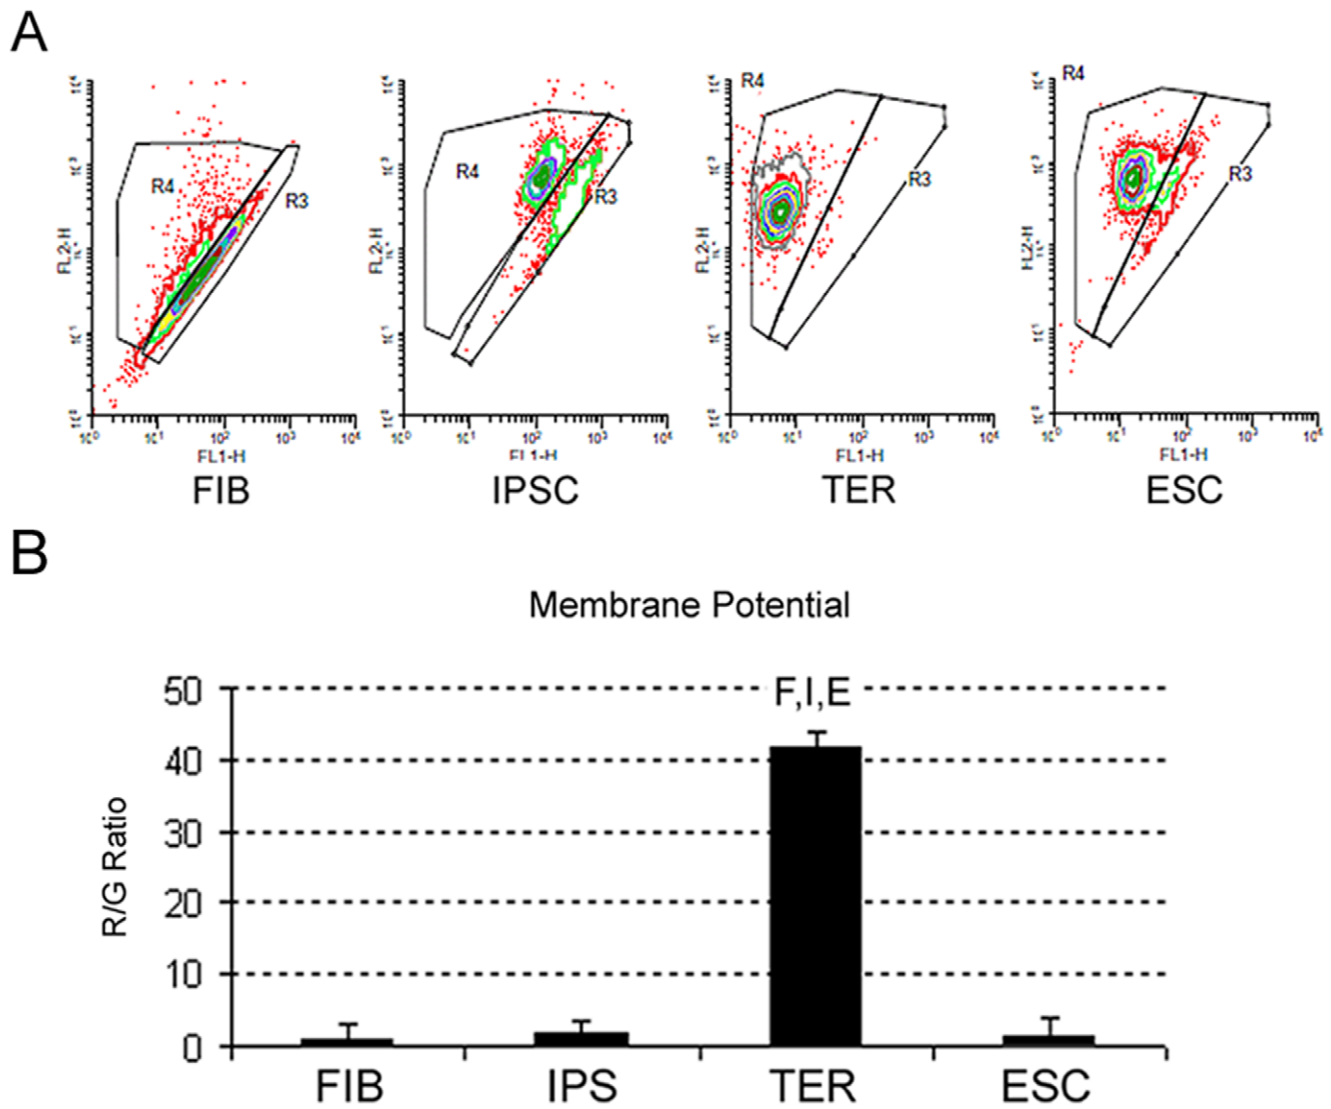 A
R4
R3
FL2-H
FL1-H
FIB
R4
R3
FL2-H
FL1-H
IPSC
R4
R3
FL2-H
FL1-H
TER
R4
R3
FL2-H
FL1-H
ESC
B
Membrane Potential
R/G Ratio
50
40
30
20
10
0
F,I,E
FIB IPS TER ESC